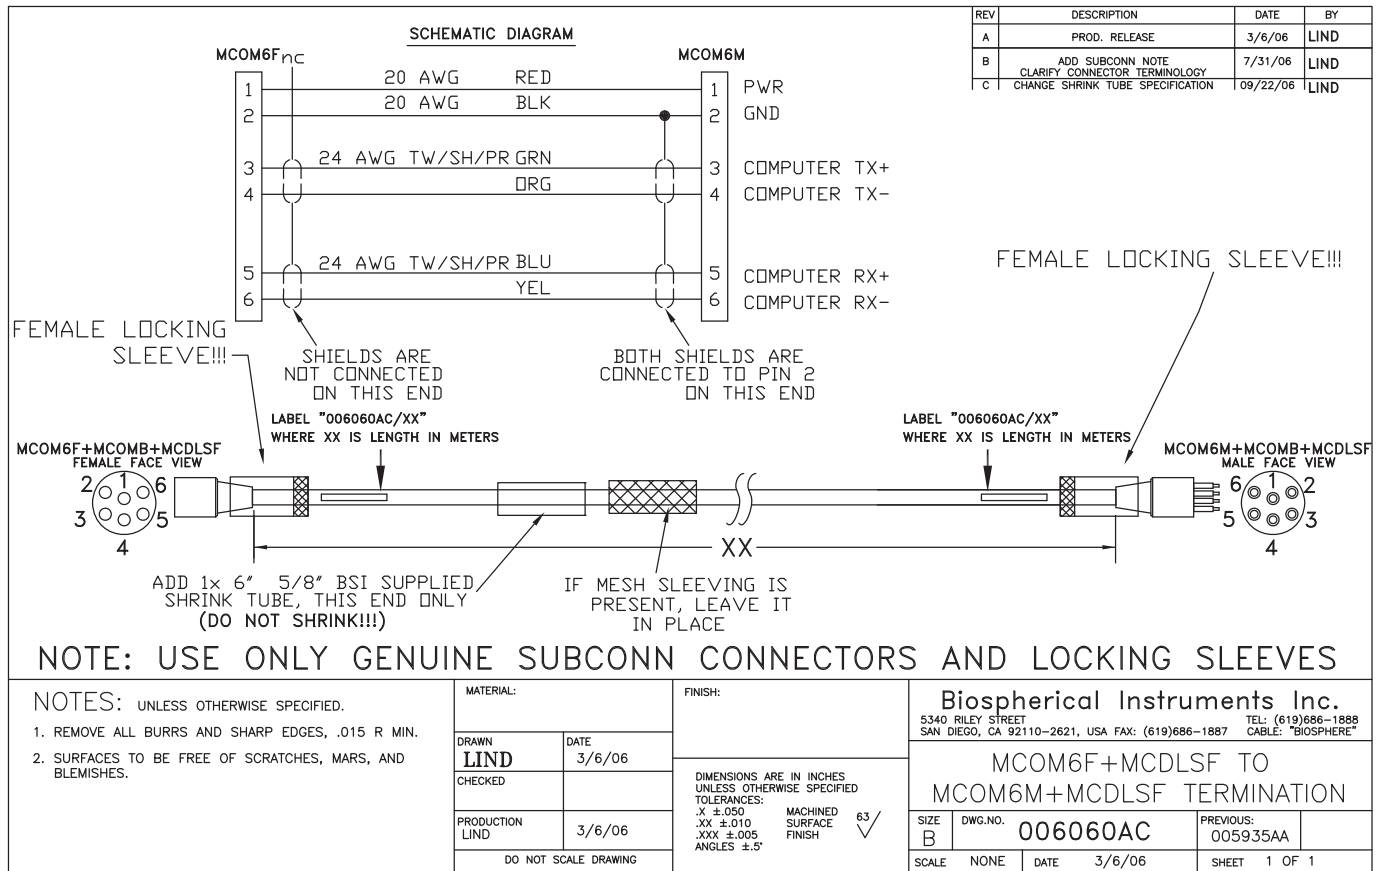 SCHEMATIC DIAGRAM
REV DESCRIPTION DATE BY
A PROD. RELEASE 3/6/06 LIND
B ADD SUBCONN NOTE 7/31/06 LIND
CLARIFY CONNECTOR TERMINOLOGY
C CHANGE SHRINK TUBE SPECIFICATION 09/22/06 LIND
MCOM6F nc MCOM6M
1 20 AWG RED 1 PWR
2 20 AWG BLK 2 GND
3 24 AWG TW/SH/PR GRN 3 COMPUTER TX+
4 ORG 4 COMPUTER TX-
5 24 AWG TW/SH/PR BLU 5 COMPUTER RX+
6 YEL 6 COMPUTER RX-
FEMALE LOCKING
SLEEVE!!!
FEMALE LOCKING SLEEVE!!!
SHIELDS ARE
NOT CONNECTED
ON THIS END
BOTH SHIELDS ARE
CONNECTED TO PIN 2
ON THIS END
LABEL "006060AC/XX"
WHERE XX IS LENGTH IN METERS
LABEL "006060AC/XX"
WHERE XX IS LENGTH IN METERS
MCOM6F+MCOMB+MCDLSF
FEMALE FACE VIEW
2 1 6
3 5
4
MCOM6M+MCOMB+MCDLSF
MALE FACE VIEW
6 1 2
5 3
4
XX
ADD 1x 6" 5/8" BSI SUPPLIED
SHRINK TUBE, THIS END ONLY
(DO NOT SHRINK!!!)
IF MESH SLEEVING IS
PRESENT, LEAVE IT
IN PLACE
NOTE: USE ONLY GENUINE SUBCONN CONNECTORS AND LOCKING SLEEVES
NOTES: UNLESS OTHERWISE SPECIFIED.
1. REMOVE ALL BURRS AND SHARP EDGES, .015 R MIN.
2. SURFACES TO BE FREE OF SCRATCHES, MARS, AND
BLEMISHES.
MATERIAL:
DRAWN DATE
LIND 3/6/06
CHECKED
PRODUCTION
LIND 3/6/06
DO NOT SCALE DRAWING
FINISH:
DIMENSIONS ARE IN INCHES
UNLESS OTHERWISE SPECIFIED
TOLERANCES:
.X ±.050 MACHINED 63
.XX ±.010 SURFACE
.XXX ±.005 FINISH
ANGLES ±.5°
Biospherical Instruments Inc.
5340 RILEY STREET TEL: (619)686-1888
SAN DIEGO, CA 92110-2621, USA FAX: (619)686-1887 CABLE: "BIOSPHERE"
MCOM6F+MCDLSF TO
MCOM6M+MCDLSF TERMINATION
SIZE DWG.NO. PREVIOUS:
B 006060AC 005935AA
SCALE NONE DATE 3/6/06 SHEET 1 OF 1